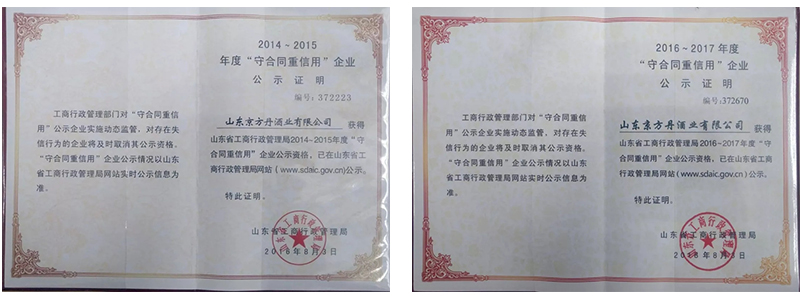 工商行政管理部门对“守合同重信
用”公示企业实施动态监管，对存在失
信行为的企业将及时取消其公示资格。
“守合同重信用”企业公示情况以山东
省工商行政管理局网站实时公示信息为
准。
2014~2015
年度“守合同重信用”企业
公示证明
编号:372223
山东京方丹酒业有限公司 获得
山东省工商行政管理局2014~2015年度“守
合同重信用”企业公示资格，已在山东省工商
行政管理局网站（www.sdaic.gov.cn)公示。
特此证明。
山东省工商行政管理局
2018年8月3日
工商行政管理部门对“守合同重信
用”公示企业实施动态监管，对存在失
信行为的企业将及时取消其公示资格。
“守合同重信用”企业公示情况以山东
省工商行政管理局网站实时公示信息为
准。
2016~2017年度
“守合同重信用”企业
公示证明
编号:372670
山东京方丹酒业有限公司 获得
山东省工商行政管理局2016~2017年度“
守合同重信用”企业公示资格，已在山东省工
商行政管理局网站（www.sdaic.gov.cn)公示。
特此证明。
山东省工商行政管理局
2018年8月3日